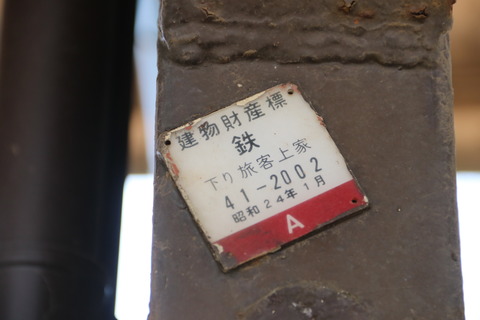 建物財産標
鉄
下り旅客上家
41-2002
昭和24年1月
A